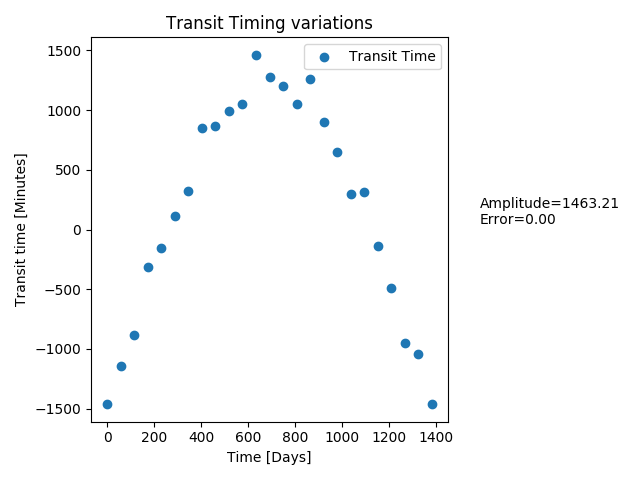 Transit Timing variations
Transit Time
1500
1000
500
0
−500
−1000
−1500
Transit time [Minutes]
0 200 400 600 800 1000 1200 1400
Time [Days]
Amplitude=1463.21
Error=0.00